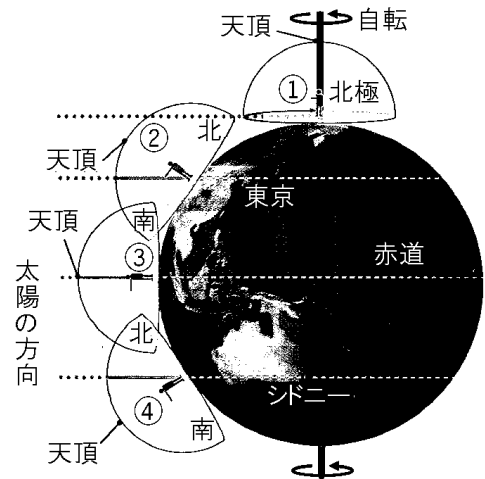 天頂
自転
①
北極
②
北
天頂
東京
南
天頂
③
赤道
太陽の方向
北
シドニー
④
南
天頂